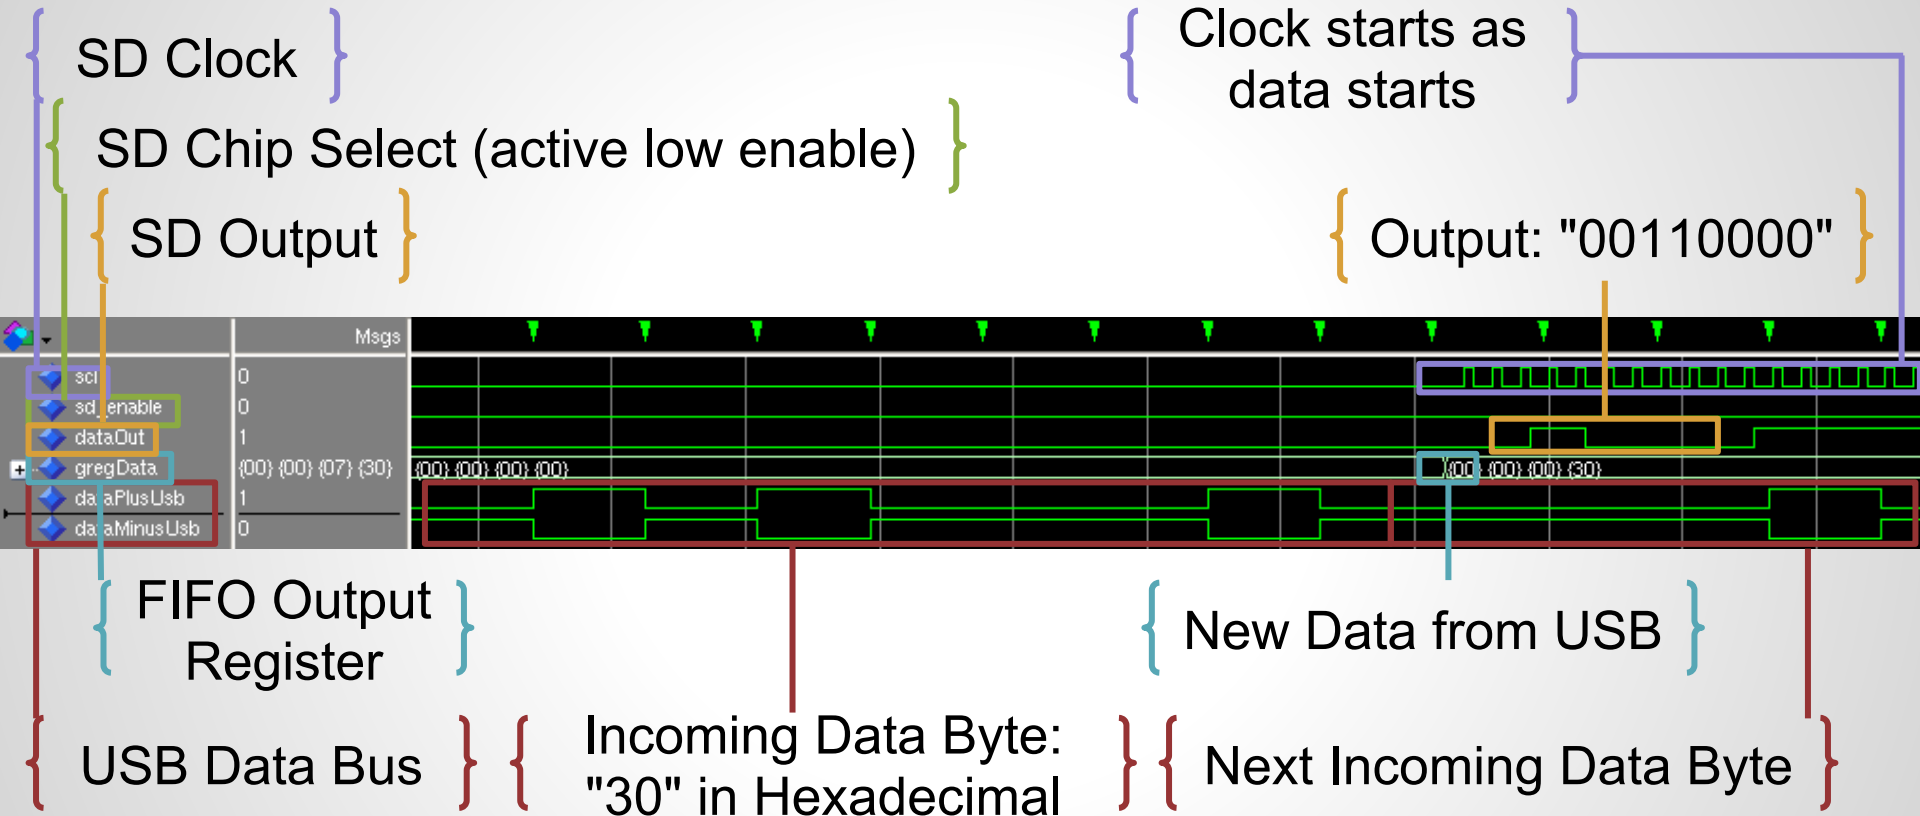 SD Clock
Clock starts as
data starts
SD Chip Select (active low enable)
SD Output
Output: "00110000"
Msgs
0
sd_enable
0
dataOut
1
gregData
{00} {00} {07} {30}
{00} {00} {00} {00}
{00} {00} {00} {30}
dataPlusUsb
1
dataMinusUsb
0
FIFO Output
Register
New Data from USB
USB Data Bus
Incoming Data Byte:
"30" in Hexadecimal
Next Incoming Data Byte